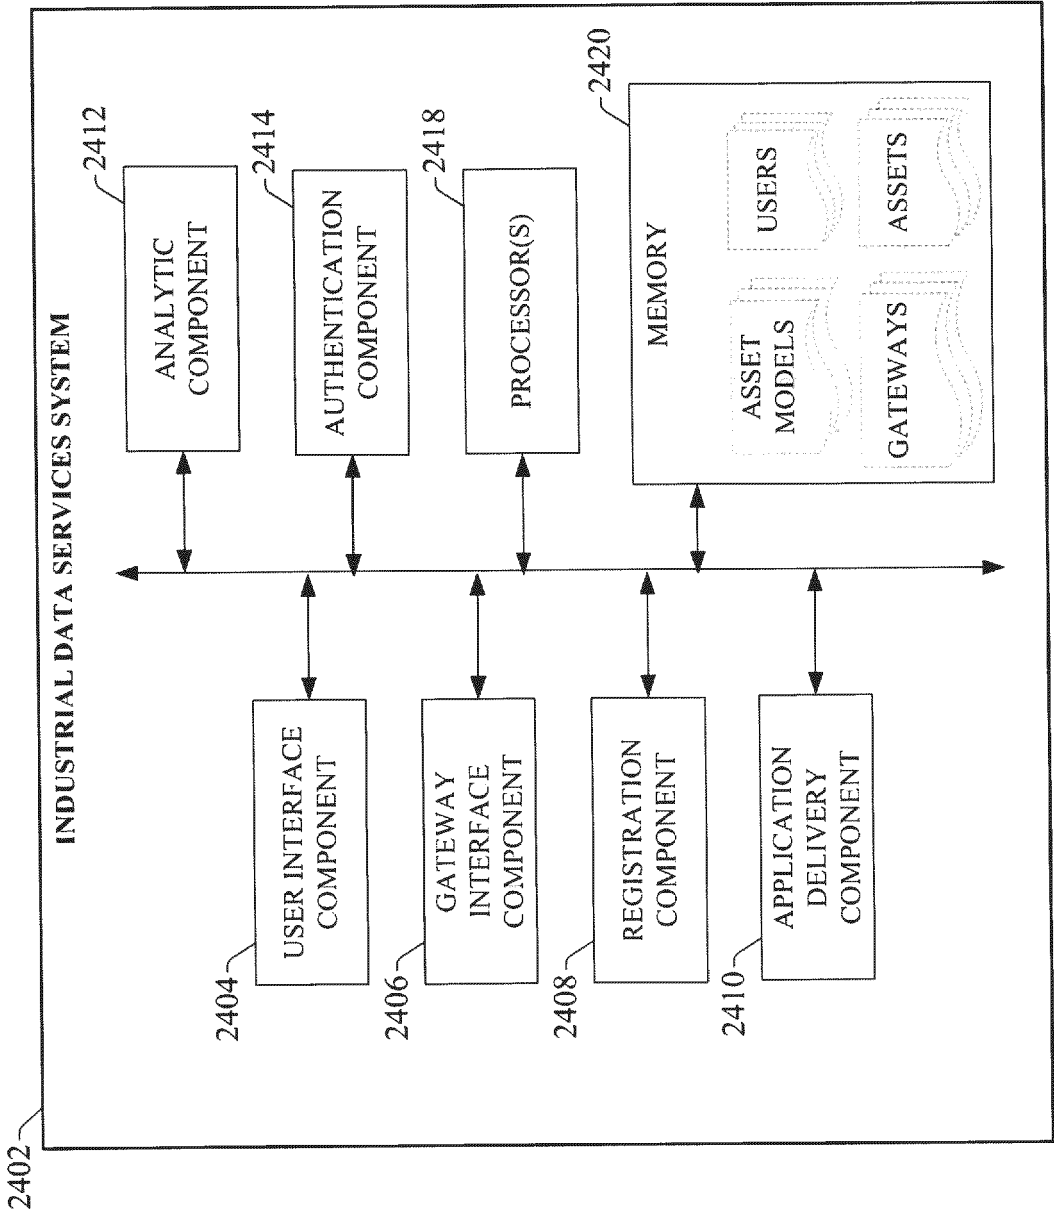 2402
INDUSTRIAL DATA SERVICES SYSTEM
2404
USER INTERFACE
COMPONENT
2406
GATEWAY
INTERFACE
COMPONENT
2408
REGISTRATION
COMPONENT
2410
APPLICATION
DELIVERY
COMPONENT
2412
ANALYTIC
COMPONENT
2414
AUTHENTICATION
COMPONENT
2418
PROCESSOR(S)
2420
MEMORY
ASSET
MODELS
USERS
GATEWAYS
ASSETS